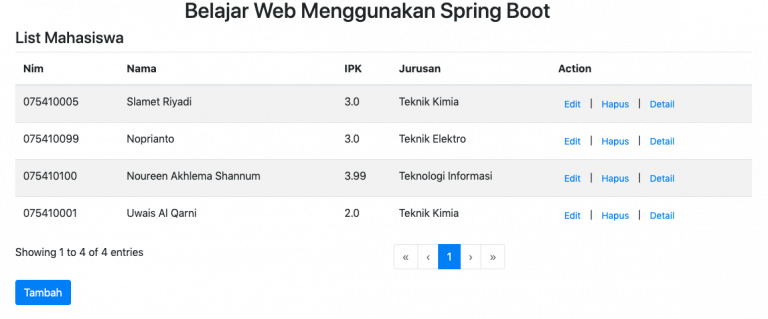 Belajar Web Menggunakan Spring Boot
List Mahasiswa
Nim Nama IPK Jurusan Action
075410005 Slamet Riyadi 3.0 Teknik Kimia Edit | Hapus | Detail
075410099 Noprianto 3.0 Teknik Elektro Edit | Hapus | Detail
075410100 Noureen Akhlema Shannum 3.99 Teknologi Informasi Edit | Hapus | Detail
075410001 Uwais Al Qarni 2.0 Teknik Kimia Edit | Hapus | Detail
Showing 1 to 4 of 4 entries « ‹ 1 › »
Tambah